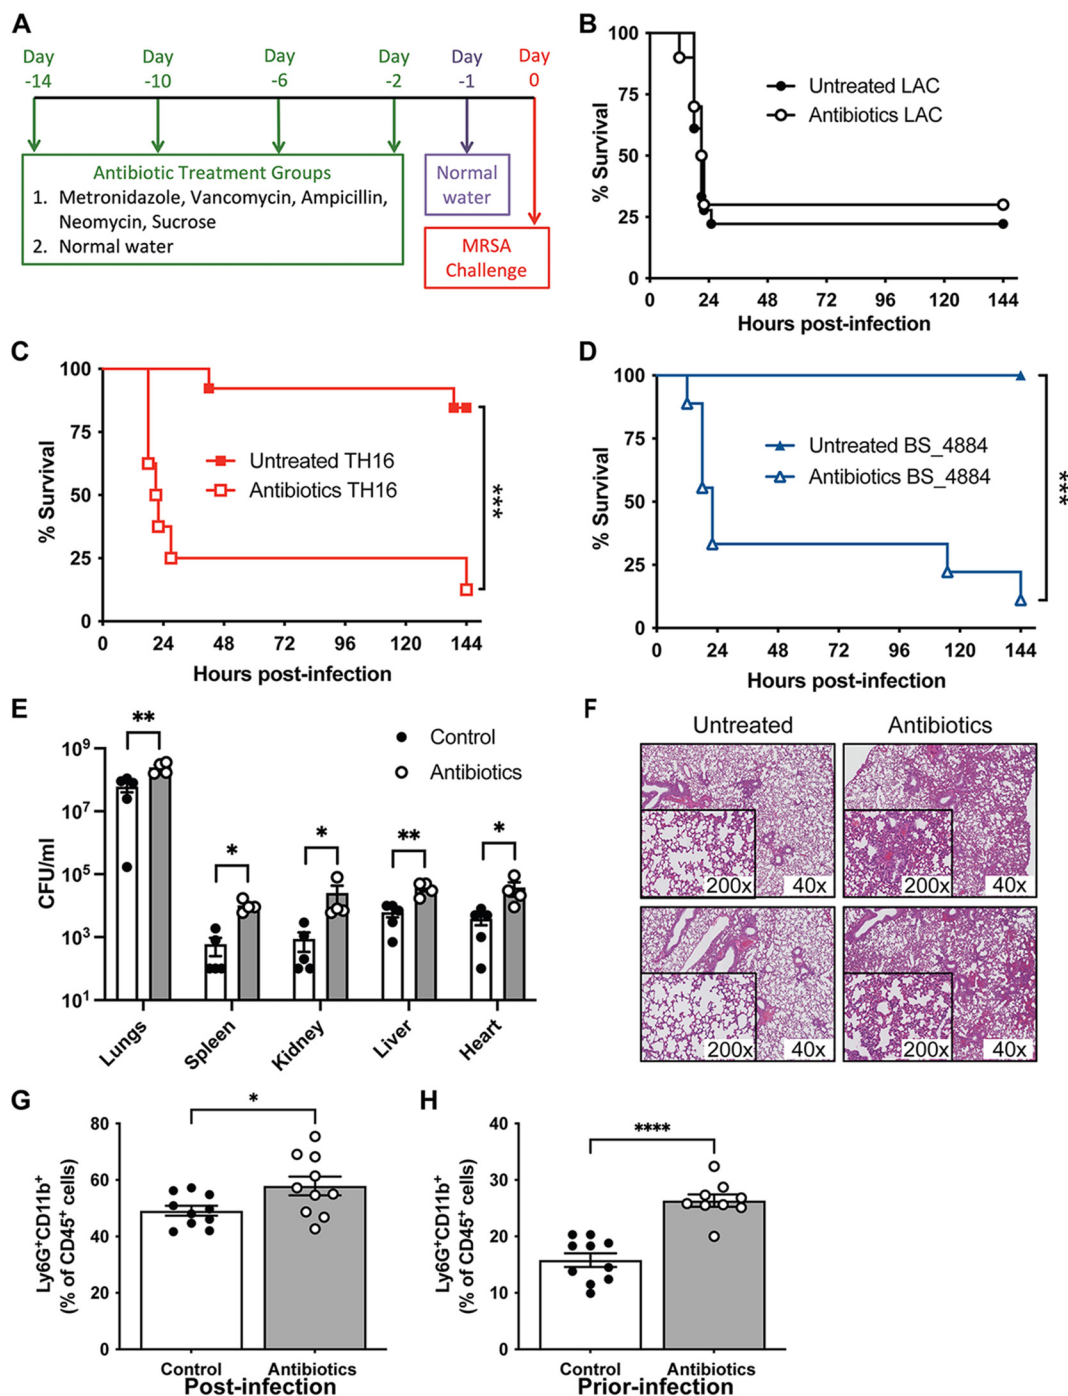 A
Day Day Day Day Day Day
-14 -10 -6 -2 -1 0
Antibiotic Treatment Groups
1. Metronidazole, Vancomycin, Ampicillin,
Neomycin, Sucrose
2. Normal water
Normal
water
MRSA
Challenge
B
% Survival
100
75
50
25
0
Untreated LAC
Antibiotics LAC
0 24 48 72 96 120 144
Hours post-infection
C
% Survival
100
75
50
25
0
Untreated TH16
Antibiotics TH16
***
0 24 48 72 96 120 144
Hours post-infection
D
% Survival
100
75
50
25
0
Untreated BS_4884
Antibiotics BS_4884
***
0 24 48 72 96 120 144
Hours post-infection
E
CFU/ml
10⁹
10⁷
10⁵
10³
10¹
Control
Antibiotics
** * * ** *
Lungs Spleen Kidney Liver Heart
F
Untreated Antibiotics
200x 40x 200x 40x
200x 40x 200x 40x
G
Ly6G⁺CD11b⁺
(% of CD45⁺ cells)
80
60
40
20
0
*
Control Antibiotics
Post-infection
H
Ly6G⁺CD11b⁺
(% of CD45⁺ cells)
40
30
20
10
0
****
Control Antibiotics
Prior-infection